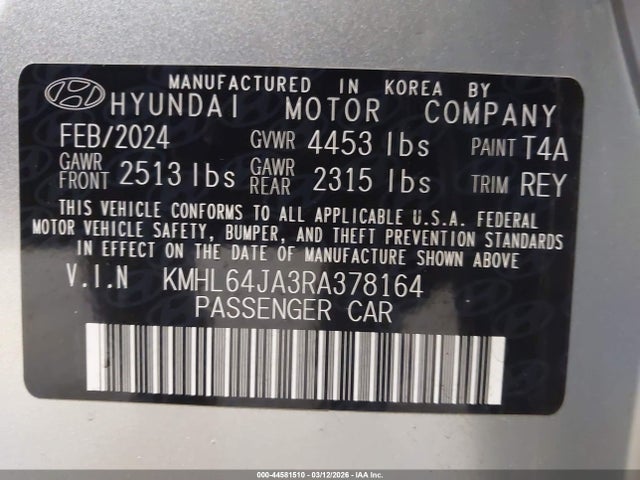 MANUFACTURED IN KOREA BY
HYUNDAI MOTOR COMPANY
FEB/2024 GVWR 4453 lbs PAINT T4A
GAWR FRONT 2513 lbs GAWR REAR 2315 lbs TRIM REY
THIS VEHICLE CONFORMS TO ALL APPLICABLE U.S.A. FEDERAL
MOTOR VEHICLE SAFETY, BUMPER, AND THEFT PREVENTION STANDARDS
IN EFFECT ON THE DATE OF MANUFACTURE SHOWN ABOVE
V.I.N KMHL64JA3RA378164
PASSENGER CAR
000-44581510 - 03/12/2026 - IAA Inc.